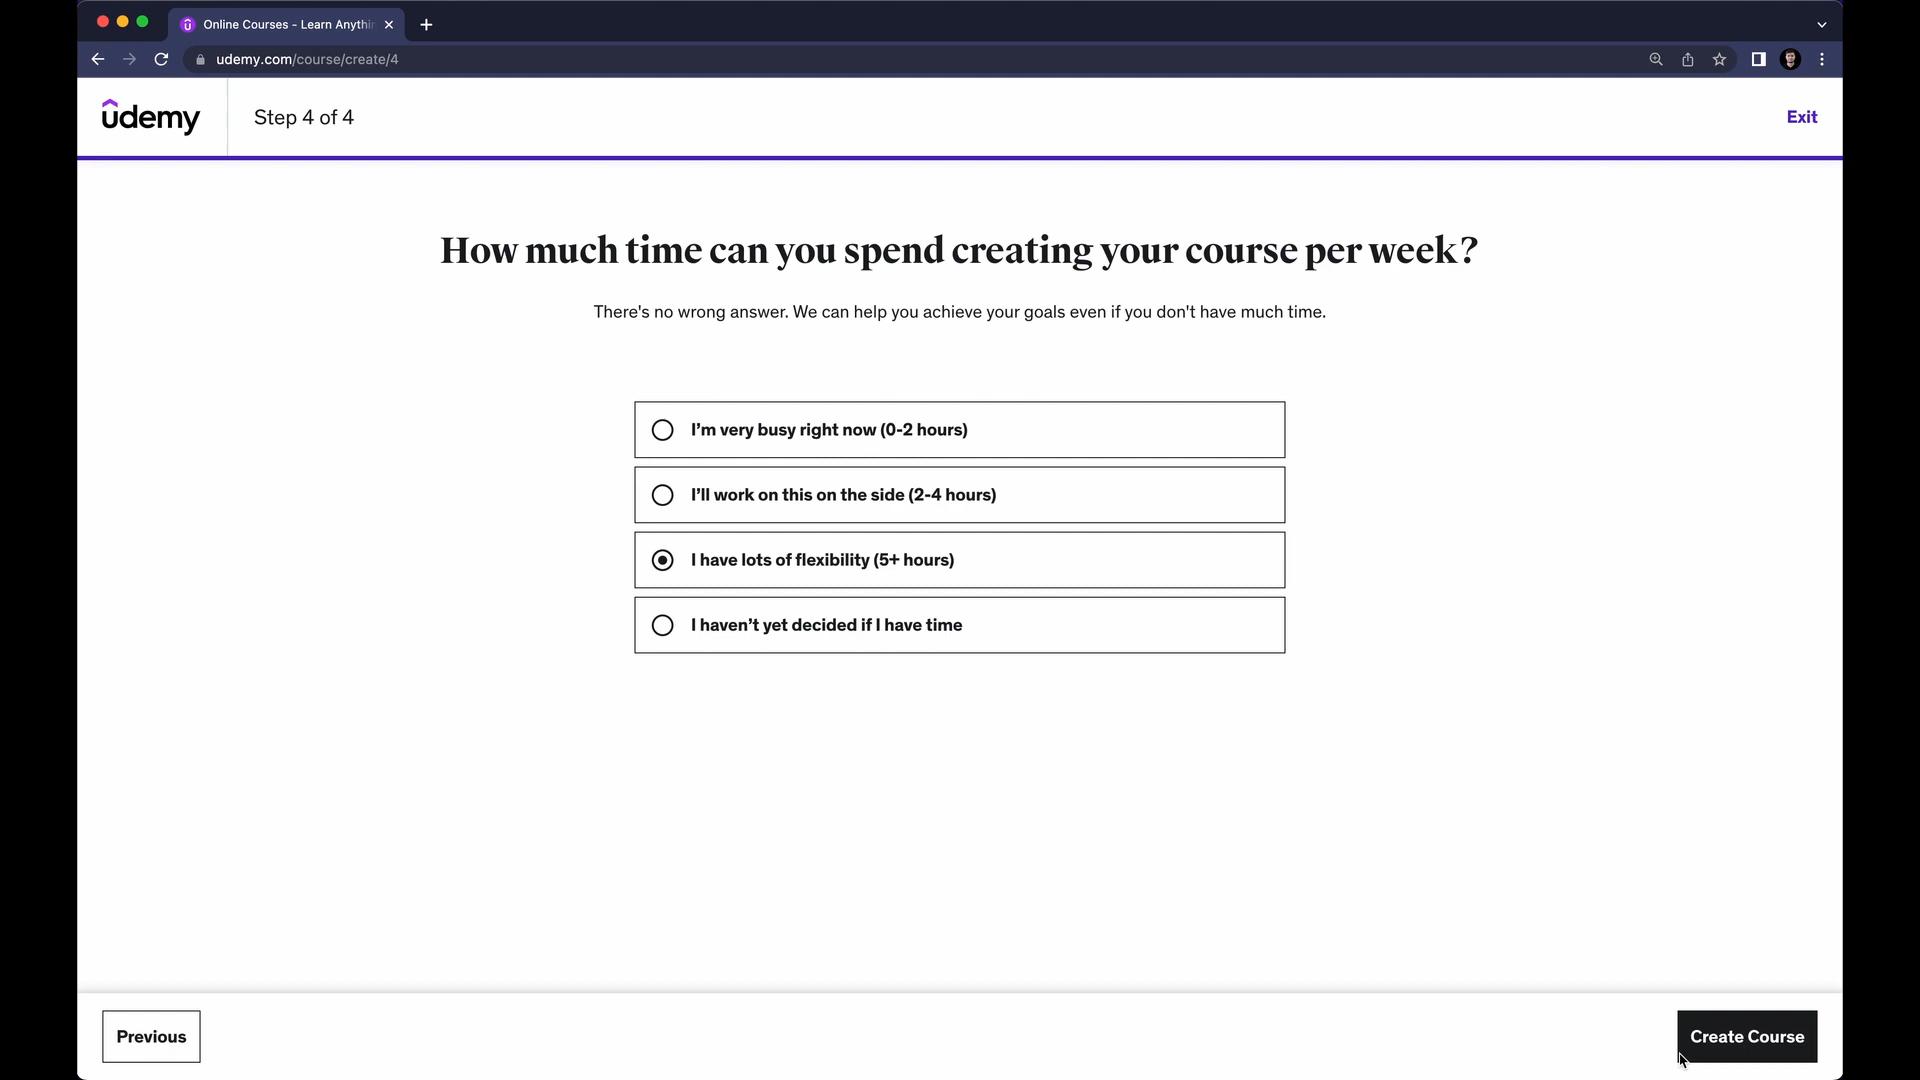 Online Courses - Learn Anythi
udemy.com/course/create/4
ûdemy
Step 4 of 4
Exit
How much time can you spend creating your course per week?
There's no wrong answer. We can help you achieve your goals even if you don't have much time.
I’m very busy right now (0-2 hours)
I’ll work on this on the side (2-4 hours)
I have lots of flexibility (5+ hours)
I haven’t yet decided if I have time
Previous
Create Course